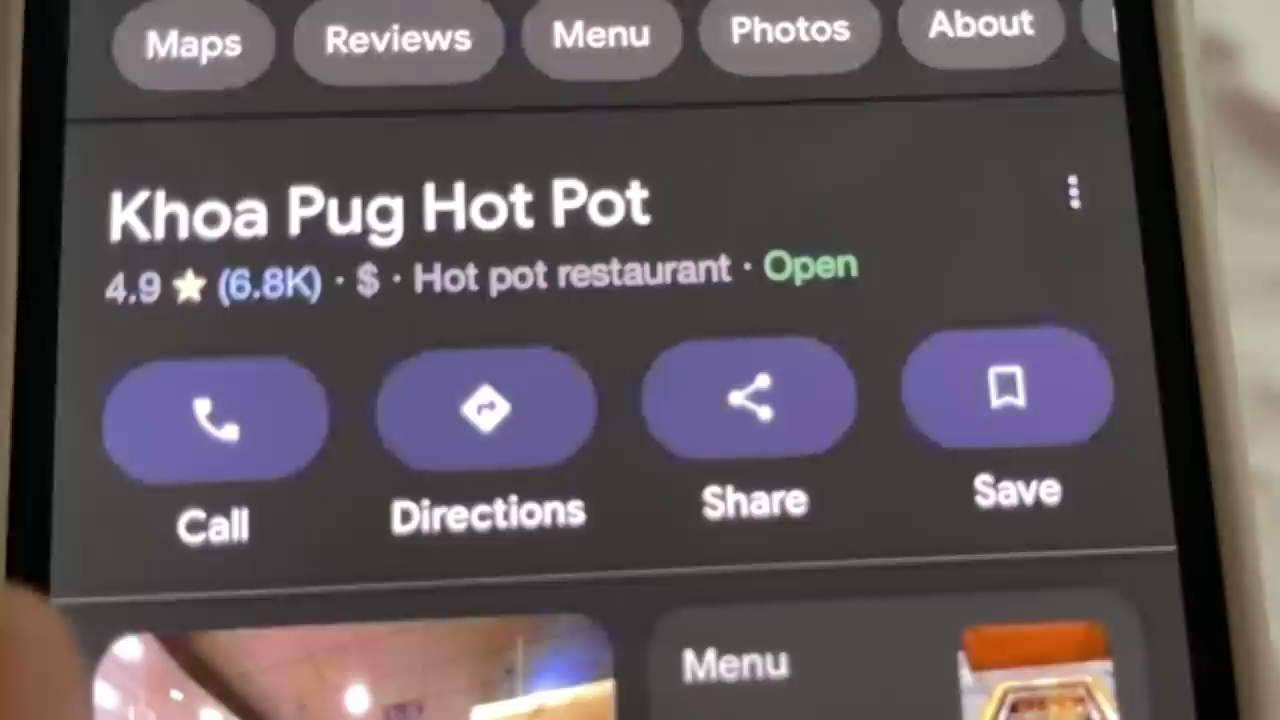 Maps Reviews Menu Photos About
Khoa Pug Hot Pot
4.9 ★ (6.8K) · $ · Hot pot restaurant · Open
Call Directions Share Save
Menu